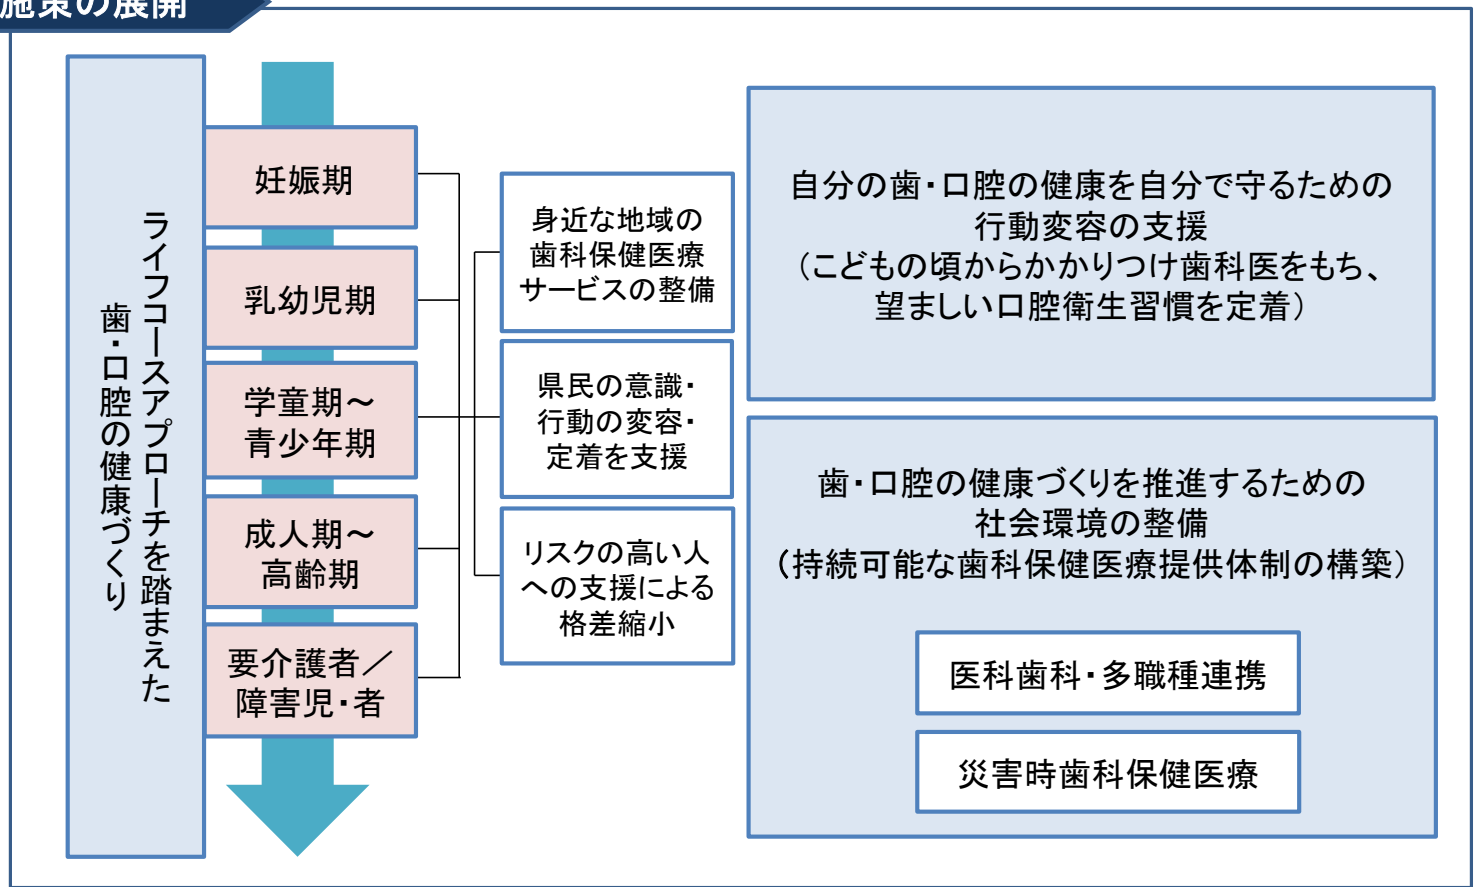 施策の展開
ライフコースアプローチを踏まえた
歯・口腔の健康づくり
妊娠期
乳幼児期
学童期～
青少年期
成人期～
高齢期
要介護者／
障害児・者
身近な地域の
歯科保健医療
サービスの整備
県民の意識・
行動の変容・
定着を支援
リスクの高い人
への支援による
格差縮小
自分の歯・口腔の健康を自分で守るための
行動変容の支援
（こどもの頃からかかりつけ歯科医をもち、
望ましい口腔衛生習慣を定着）
歯・口腔の健康づくりを推進するための
社会環境の整備
（持続可能な歯科保健医療提供体制の構築）
医科歯科・多職種連携
災害時歯科保健医療